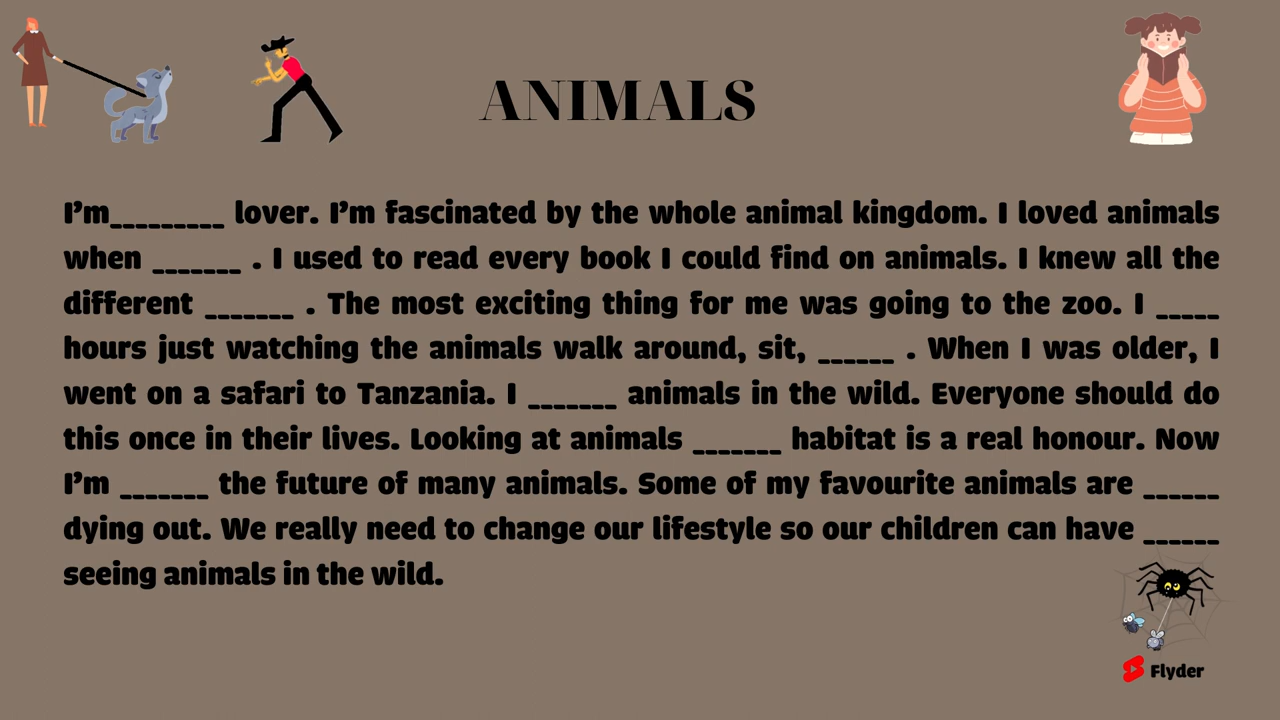 ANIMALS
I'm_________ lover. I'm fascinated by the whole animal kingdom. I loved animals
when _______ . I used to read every book I could find on animals. I knew all the
different _______ . The most exciting thing for me was going to the zoo. I _____
hours just watching the animals walk around, sit, ______ . When I was older, I
went on a safari to Tanzania. I _______ animals in the wild. Everyone should do
this once in their lives. Looking at animals _______ habitat is a real honour. Now
I'm _______ the future of many animals. Some of my favourite animals are ______
dying out. We really need to change our lifestyle so our children can have ______
seeing animals in the wild.
Flyder